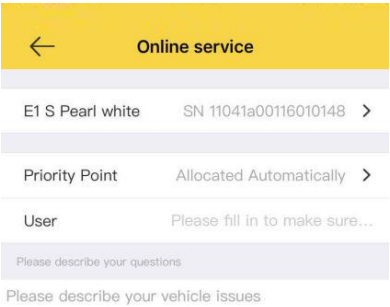 Online service
E1 S Pearl white SN 11041a00116010148
Priority Point Allocated Automatically
User Please fill in to make sure...
Please describe your questions
Please describe your vehicle issues